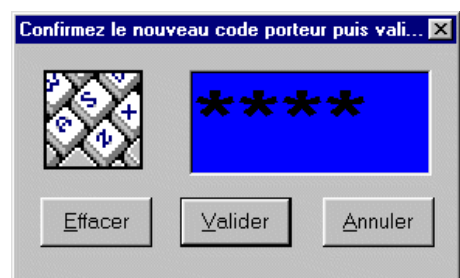 Confirmez le nouveau code porteur puis vali...
****
Effacer Valider Annuler